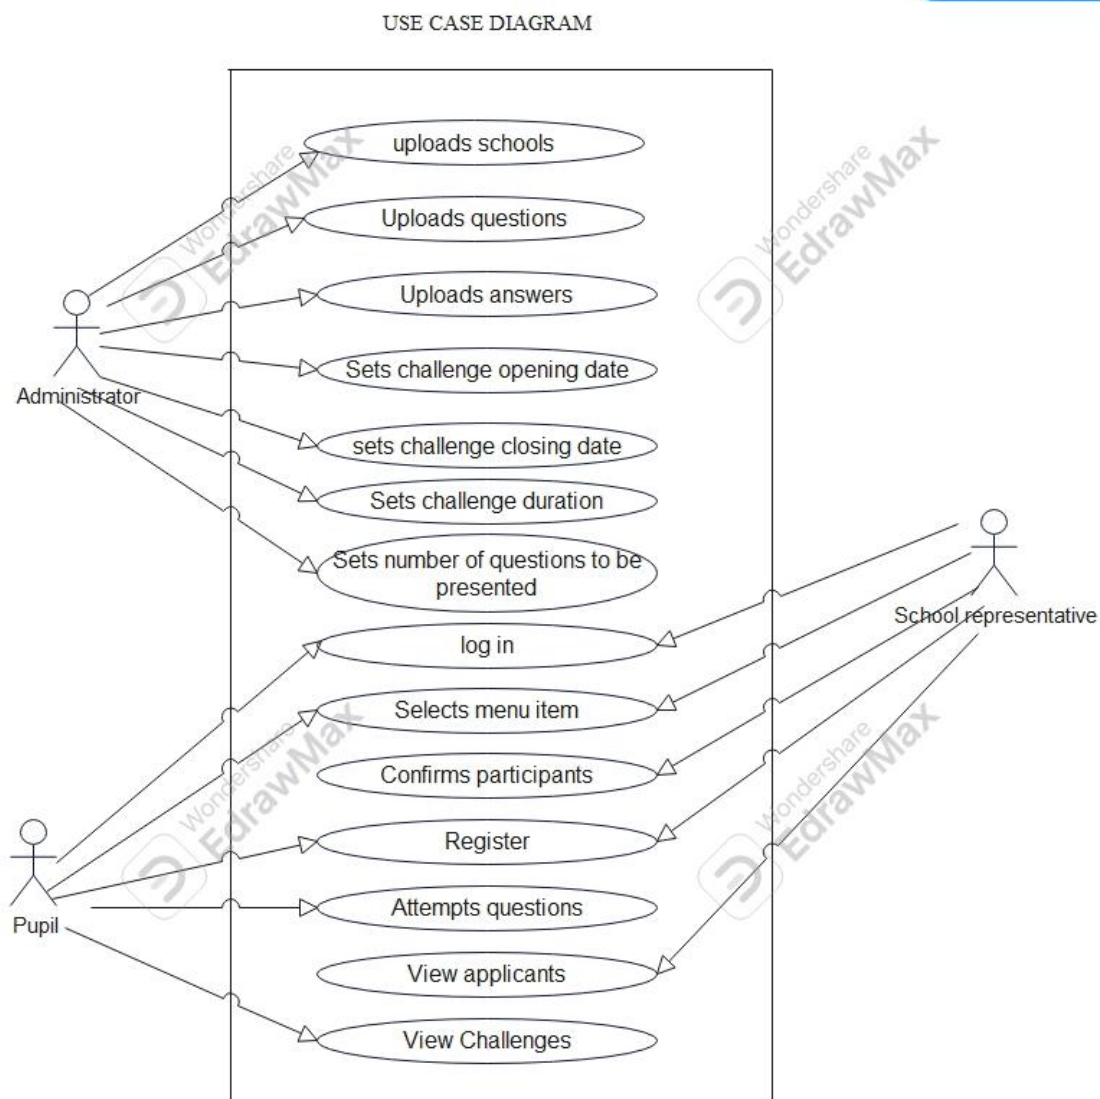 USE CASE DIAGRAM
uploads schools
Uploads questions
Uploads answers
Sets challenge opening date
Administrator
sets challenge closing date
Sets challenge duration
Sets number of questions to be
presented
School representative
log in
Selects menu item
Confirms participants
Register
Attempts questions
Pupil
View applicants
View Challenges
Wondershare
EdrawMax
Wondershare
EdrawMax
Wondershare
EdrawMax
Wondershare
EdrawMax